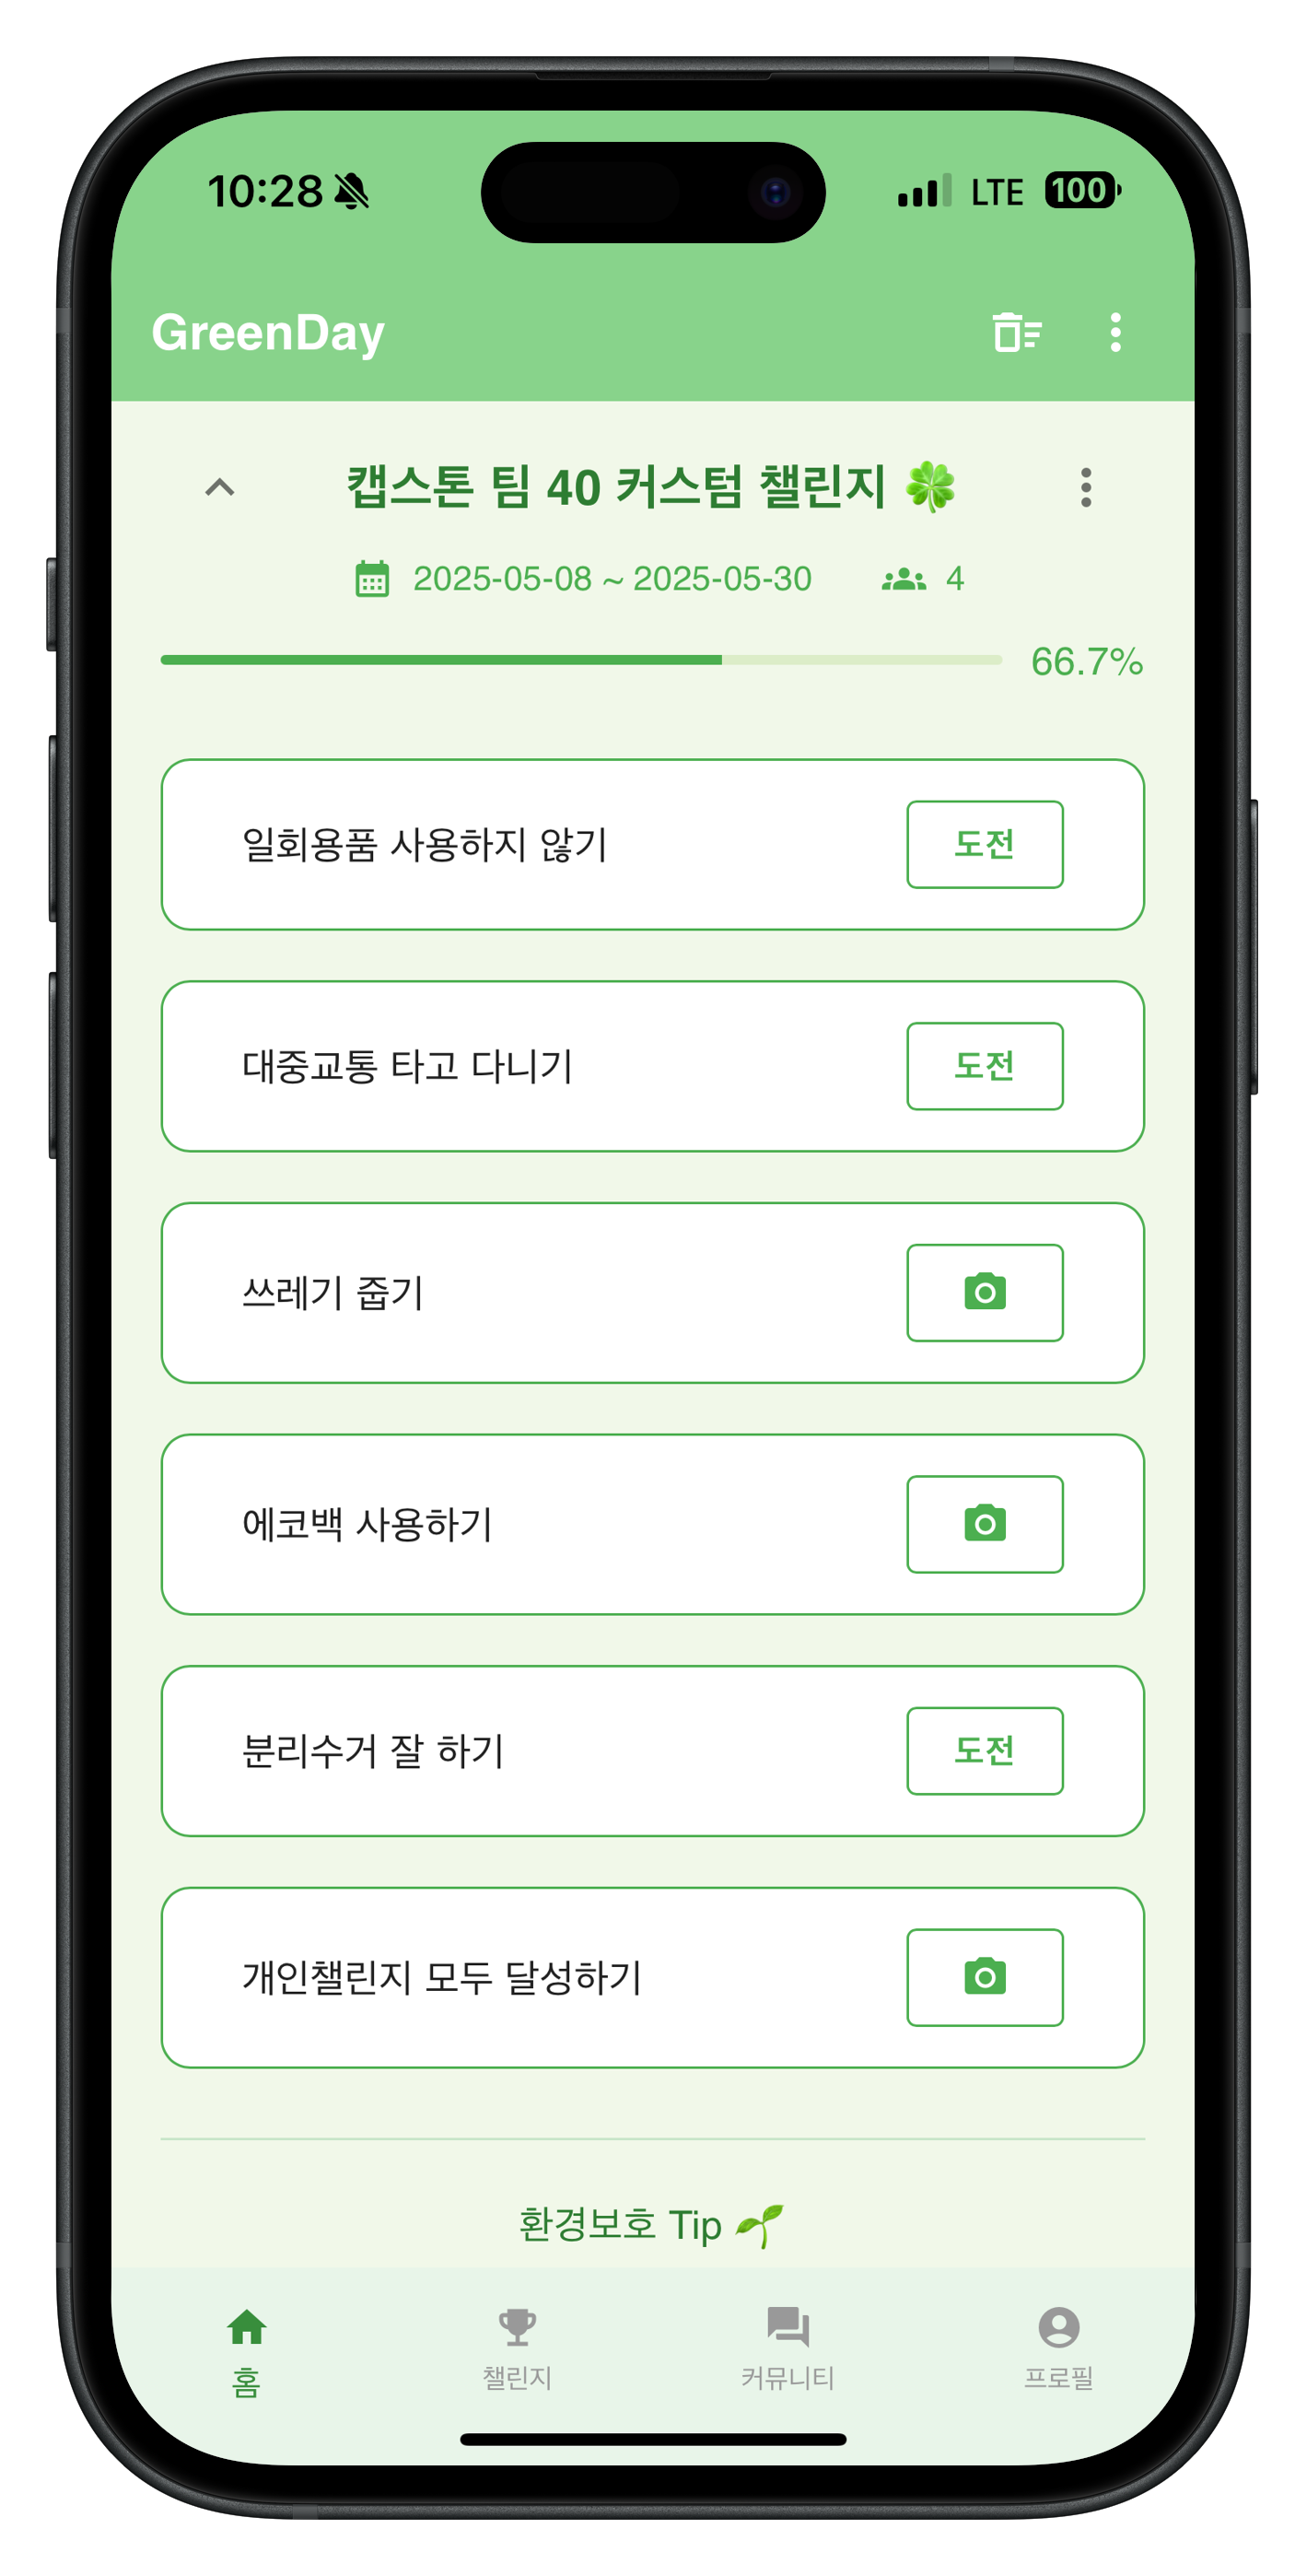 10:28 LTE 100
GreenDay
캡스톤 팀 40 커스텀 챌린지 🍀
2025-05-08 ~ 2025-05-30 4
66.7%
일회용품 사용하지 않기 도전
대중교통 타고 다니기 도전
쓰레기 줍기
에코백 사용하기
분리수거 잘 하기 도전
개인챌린지 모두 달성하기
환경보호 Tip 🌱
홈 챌린지 커뮤니티 프로필